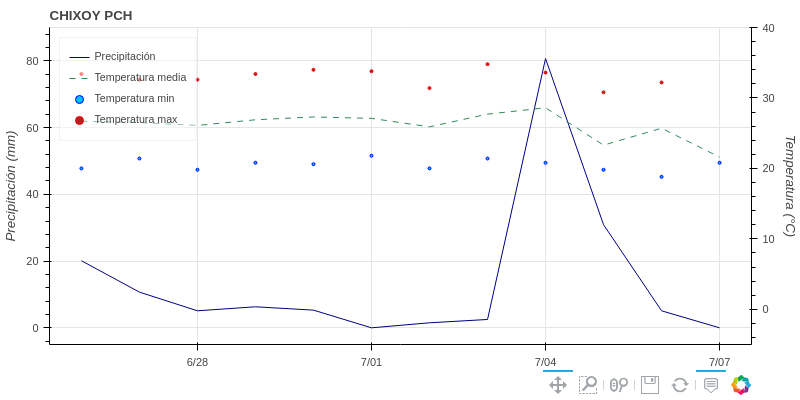 CHIXOY PCH
Precipitación
Temperatura media
Temperatura min
Temperatura max
Precipitación (mm)
80
60
40
20
0
40
30
20
10
0
Temperatura (°C)
6/28
7/01
7/04
7/07